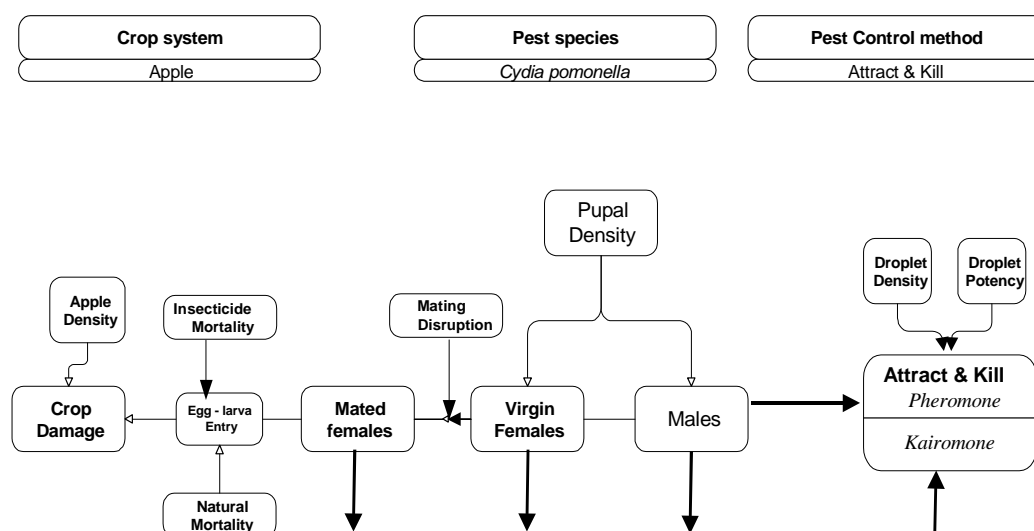 Crop system
Apple
Pest species
Cydia pomonella
Pest Control method
Attract & Kill
Pupal
Density
Droplet
Density
Droplet
Potency
Apple
Density
Insecticide
Mortality
Mating
Disruption
Attract & Kill
Pheromone
Kairomone
Crop
Damage
Egg - larva
Entry
Mated
females
Virgin
Females
Males
Natural
Mortality